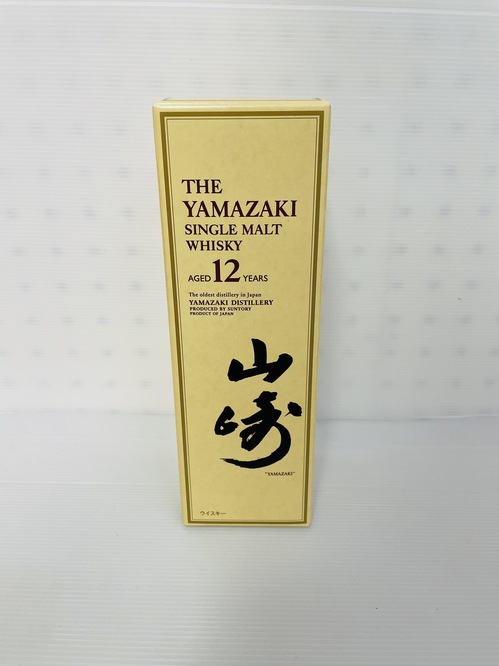 THE
YAMAZAKI
SINGLE MALT
WHISKY
AGED 12 YEARS
The oldest distillery in Japan
YAMAZAKI DISTILLERY
PRODUCED BY SUNTORY
PRODUCT OF JAPAN
山
崎
"YAMAZAKI"
ウイスキー